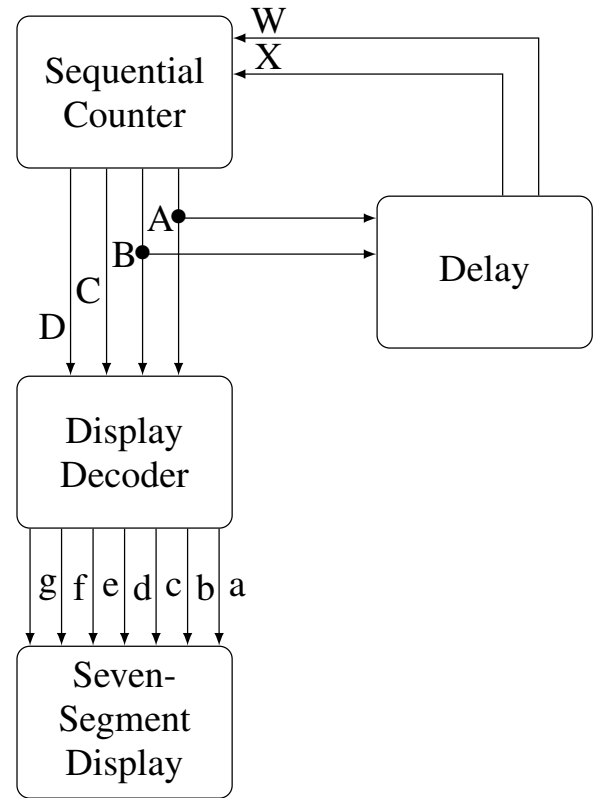 W
Sequential
Counter
X
A
B
Delay
C
D
Display
Decoder
g f e d c b a
Seven-
Segment
Display